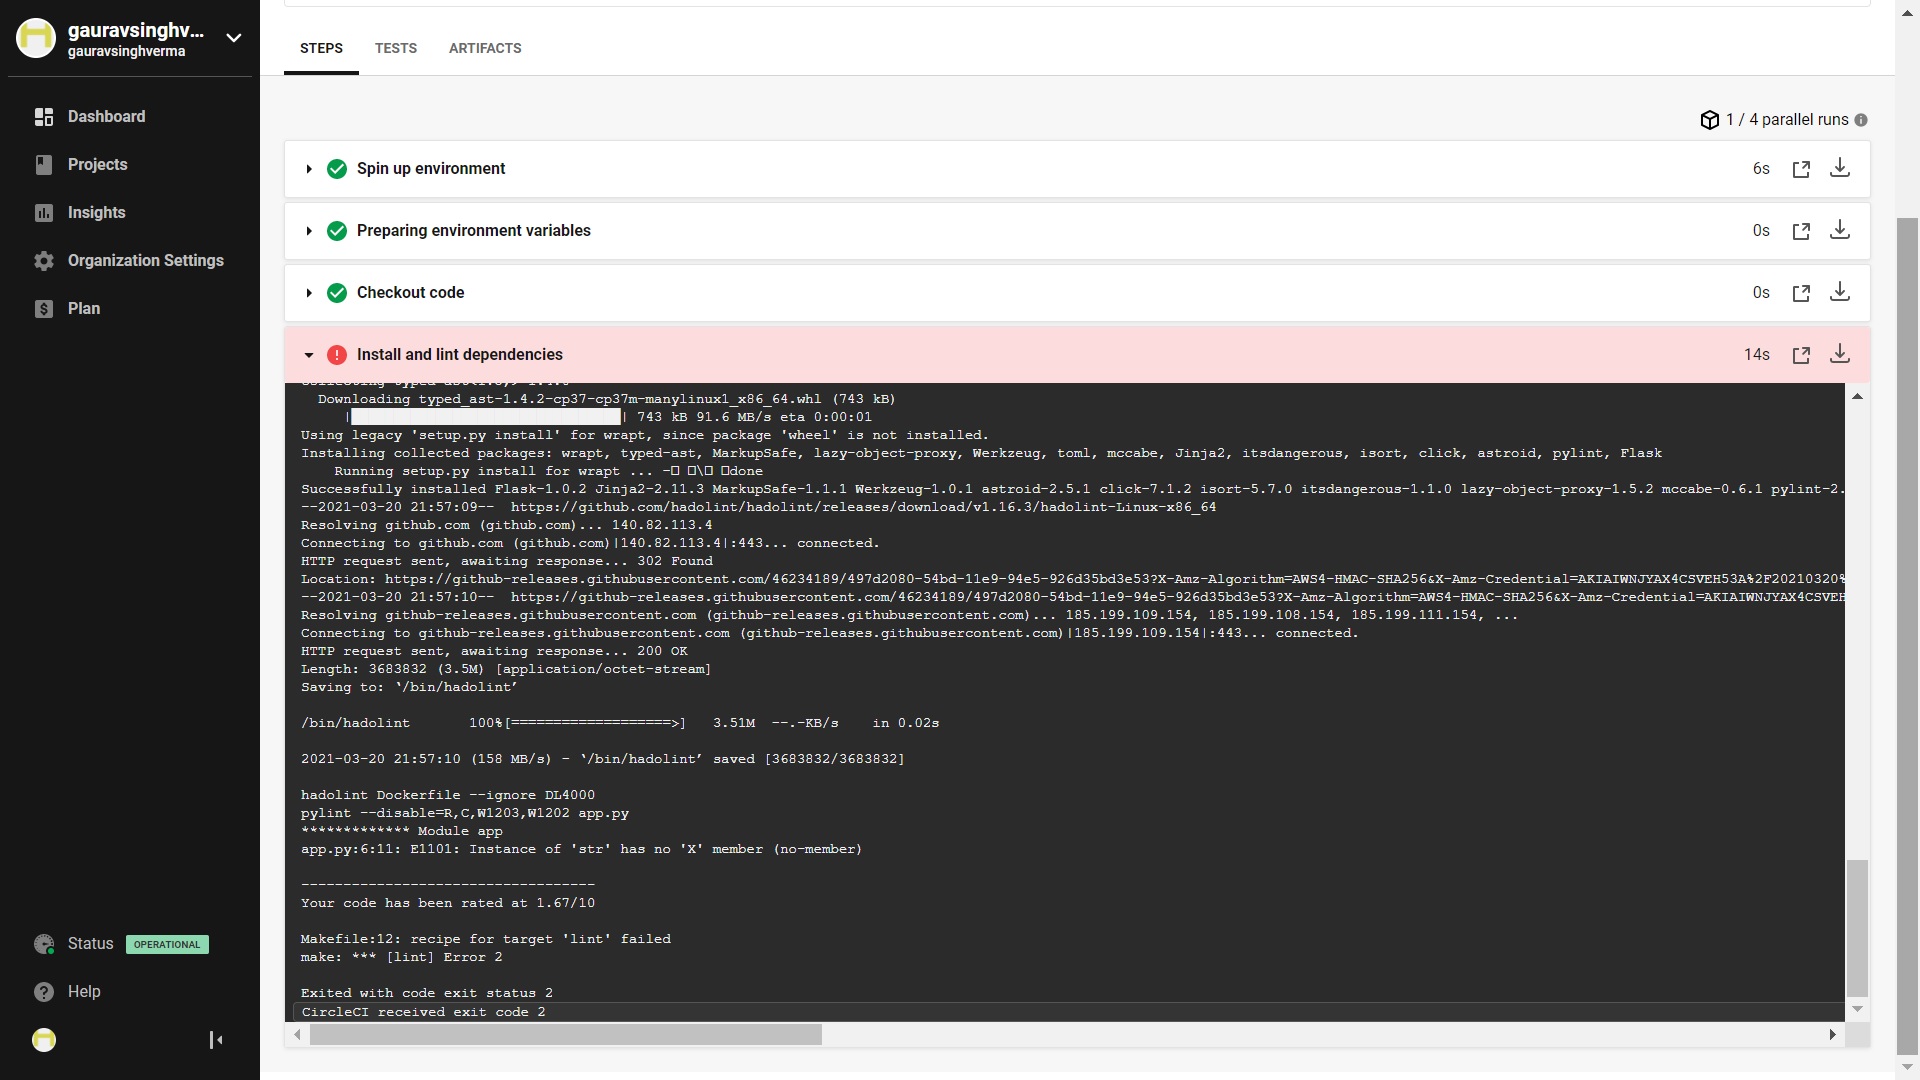 gauravsinghv...
gauravsinghverma
Dashboard
Projects
Insights
Organization Settings
Plan
Status OPERATIONAL
Help
STEPS TESTS ARTIFACTS
1 / 4 parallel runs
Spin up environment 6s
Preparing environment variables 0s
Checkout code 0s
Install and lint dependencies 14s
Downloading typed_ast-1.4.2-cp37-cp37m-manylinux1_x86_64.whl (743 kB)
|████████████████████████████████| 743 kB 91.6 MB/s eta 0:00:01
Using legacy 'setup.py install' for wrapt, since package 'wheel' is not installed.
Installing collected packages: wrapt, typed-ast, MarkupSafe, lazy-object-proxy, Werkzeug, toml, mccabe, Jinja2, itsdangerous, isort, click, astroid, pylint, Flask
Running setup.py install for wrapt ... -▯ ▯\▯ ▯done
Successfully installed Flask-1.0.2 Jinja2-2.11.3 MarkupSafe-1.1.1 Werkzeug-1.0.1 astroid-2.5.1 click-7.1.2 isort-5.7.0 itsdangerous-1.1.0 lazy-object-proxy-1.5.2 mccabe-0.6.1 pylint-2.
--2021-03-20 21:57:09-- https://github.com/hadolint/hadolint/releases/download/v1.16.3/hadolint-Linux-x86_64
Resolving github.com (github.com)... 140.82.113.4
Connecting to github.com (github.com)|140.82.113.4|:443... connected.
HTTP request sent, awaiting response... 302 Found
Location: https://github-releases.githubusercontent.com/46234189/497d2080-54bd-11e9-94e5-926d35bd3e53?X-Amz-Algorithm=AWS4-HMAC-SHA256&X-Amz-Credential=AKIAIWNJYAX4CSVEH53A%2F20210320%
--2021-03-20 21:57:10-- https://github-releases.githubusercontent.com/46234189/497d2080-54bd-11e9-94e5-926d35bd3e53?X-Amz-Algorithm=AWS4-HMAC-SHA256&X-Amz-Credential=AKIAIWNJYAX4CSVEH
Resolving github-releases.githubusercontent.com (github-releases.githubusercontent.com)... 185.199.109.154, 185.199.108.154, 185.199.111.154, ...
Connecting to github-releases.githubusercontent.com (github-releases.githubusercontent.com)|185.199.109.154|:443... connected.
HTTP request sent, awaiting response... 200 OK
Length: 3683832 (3.5M) [application/octet-stream]
Saving to: ‘/bin/hadolint’
/bin/hadolint 100%[===================>] 3.51M --.-KB/s in 0.02s
2021-03-20 21:57:10 (158 MB/s) - ‘/bin/hadolint’ saved [3683832/3683832]
hadolint Dockerfile --ignore DL4000
pylint --disable=R,C,W1203,W1202 app.py
************* Module app
app.py:6:11: E1101: Instance of 'str' has no 'X' member (no-member)
-----------------------------------
Your code has been rated at 1.67/10
Makefile:12: recipe for target 'lint' failed
make: *** [lint] Error 2
Exited with code exit status 2
CircleCI received exit code 2